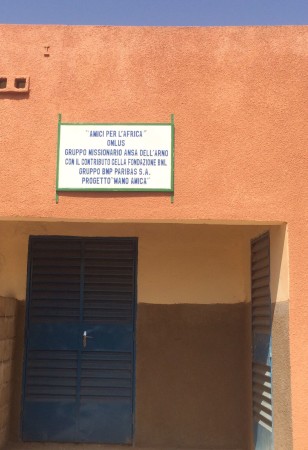 "AMICI PER L'AFRICA"
ONLUS
GRUPPO MISSIONARIO ANSA DELL'ARNO
CON IL CONTRIBUTO DELLA FONDAZIONE BNL
GRUPPO BNP PARIBAS S.A.
PROGETTO "MANO AMICA"